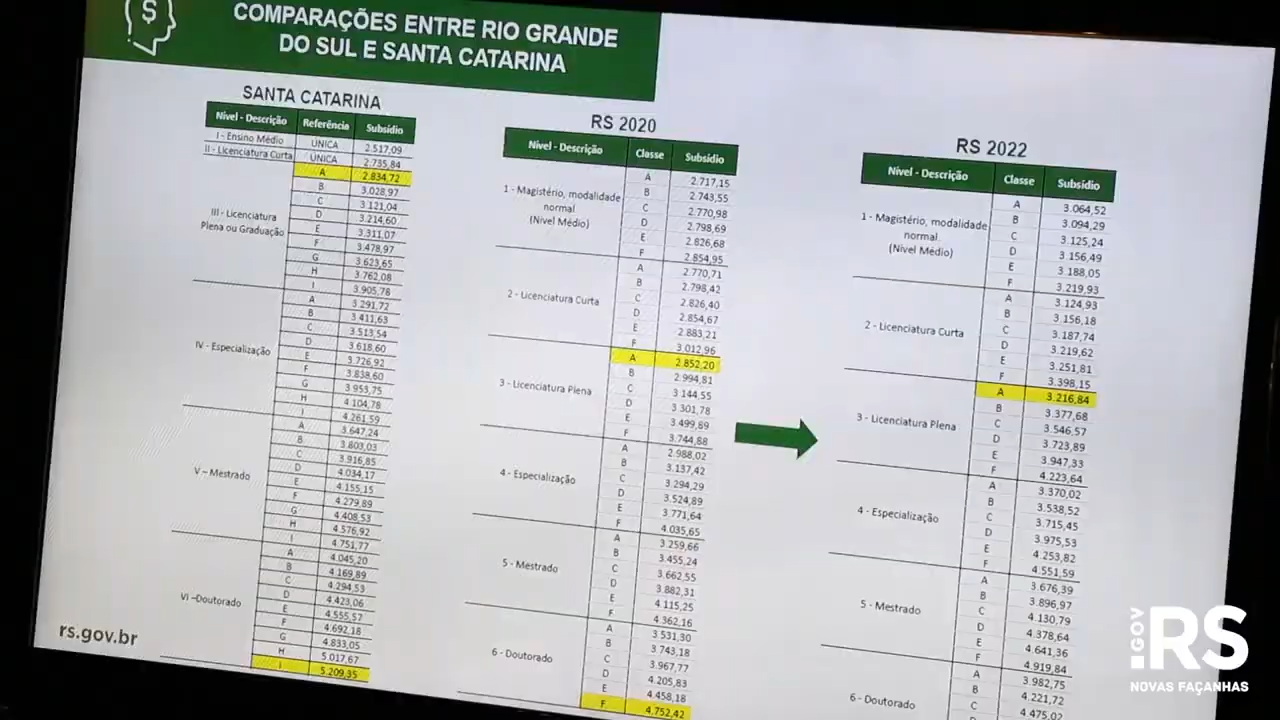 $
COMPARAÇÕES ENTRE RIO GRANDE
DO SUL E SANTA CATARINA
SANTA CATARINA
Nível - Descrição Referência Subsídio
I - Ensino Médio ÚNICA 2.517,09
II - Licenciatura Curta ÚNICA 2.735,84
III - Licenciatura
Plena ou Graduação
A 2.834,72
B 3.028,97
C 3.121,04
D 3.214,60
E 3.311,07
F 3.478,97
G 3.623,65
H 3.762,08
I 3.905,78
IV - Especialização
A 3.291,72
B 3.411,63
C 3.513,54
D 3.618,60
E 3.726,92
F 3.838,60
G 3.953,75
H 4.104,78
I 4.261,59
V – Mestrado
A 3.647,24
B 3.803,03
C 3.916,85
D 4.034,17
E 4.155,15
F 4.279,89
G 4.408,53
H 4.576,92
I 4.751,77
VI –Doutorado
A 4.045,20
B 4.169,89
C 4.294,53
D 4.423,06
E 4.555,57
F 4.692,18
G 4.833,05
H 5.017,67
I 5.209,35
RS 2020
Nível - Descrição Classe Subsídio
1 - Magistério, modalidade
normal
(Nível Médio)
A 2.717,15
B 2.743,55
C 2.770,98
D 2.798,69
E 2.826,68
F 2.854,95
2 - Licenciatura Curta
A 2.770,71
B 2.798,42
C 2.826,40
D 2.854,67
E 2.883,21
F 3.012,96
3 - Licenciatura Plena
A 2.852,20
B 2.994,81
C 3.144,55
D 3.301,78
E 3.499,89
F 3.744,88
4 - Especialização
A 2.988,02
B 3.137,42
C 3.294,29
D 3.524,89
E 3.771,64
F 4.035,65
5 - Mestrado
A 3.259,66
B 3.455,24
C 3.662,55
D 3.882,31
E 4.115,25
F 4.362,16
6 - Doutorado
A 3.531,30
B 3.743,18
C 3.967,77
D 4.205,83
E 4.458,18
F 4.752,42
RS 2022
Nível - Descrição Classe Subsídio
1 - Magistério, modalidade
normal
(Nível Médio)
A 3.064,52
B 3.094,29
C 3.125,24
D 3.156,49
E 3.188,05
F 3.219,93
2 - Licenciatura Curta
A 3.124,93
B 3.156,18
C 3.187,74
D 3.219,62
E 3.251,81
F 3.398,15
3 - Licenciatura Plena
A 3.216,84
B 3.377,68
C 3.546,57
D 3.723,89
E 3.947,33
F 4.223,64
4 - Especialização
A 3.370,02
B 3.538,52
C 3.715,45
D 3.975,53
E 4.253,82
F 4.551,59
5 - Mestrado
A 3.676,39
B 3.896,97
C 4.130,79
D 4.378,64
E 4.641,36
F 4.919,84
6 - Doutorado
A 3.982,75
B 4.221,72
C 4.475,02
rs.gov.br
.GOV
.RS
NOVAS FAÇANHAS